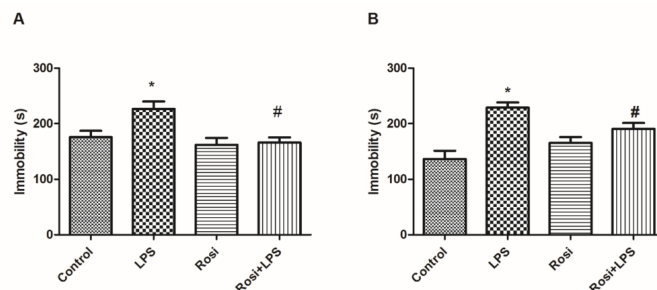 A
B
Immobility (s)
300
200
100
0
*
#
Control
LPS
Rosi
Rosi+LPS
Immobility (s)
300
200
100
0
*
#
Control
LPS
Rosi
Rosi+LPS